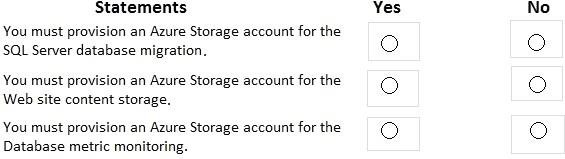 Statements Yes No
You must provision an Azure Storage account for the
SQL Server database migration.
You must provision an Azure Storage account for the
Web site content storage.
You must provision an Azure Storage account for the
Database metric monitoring.